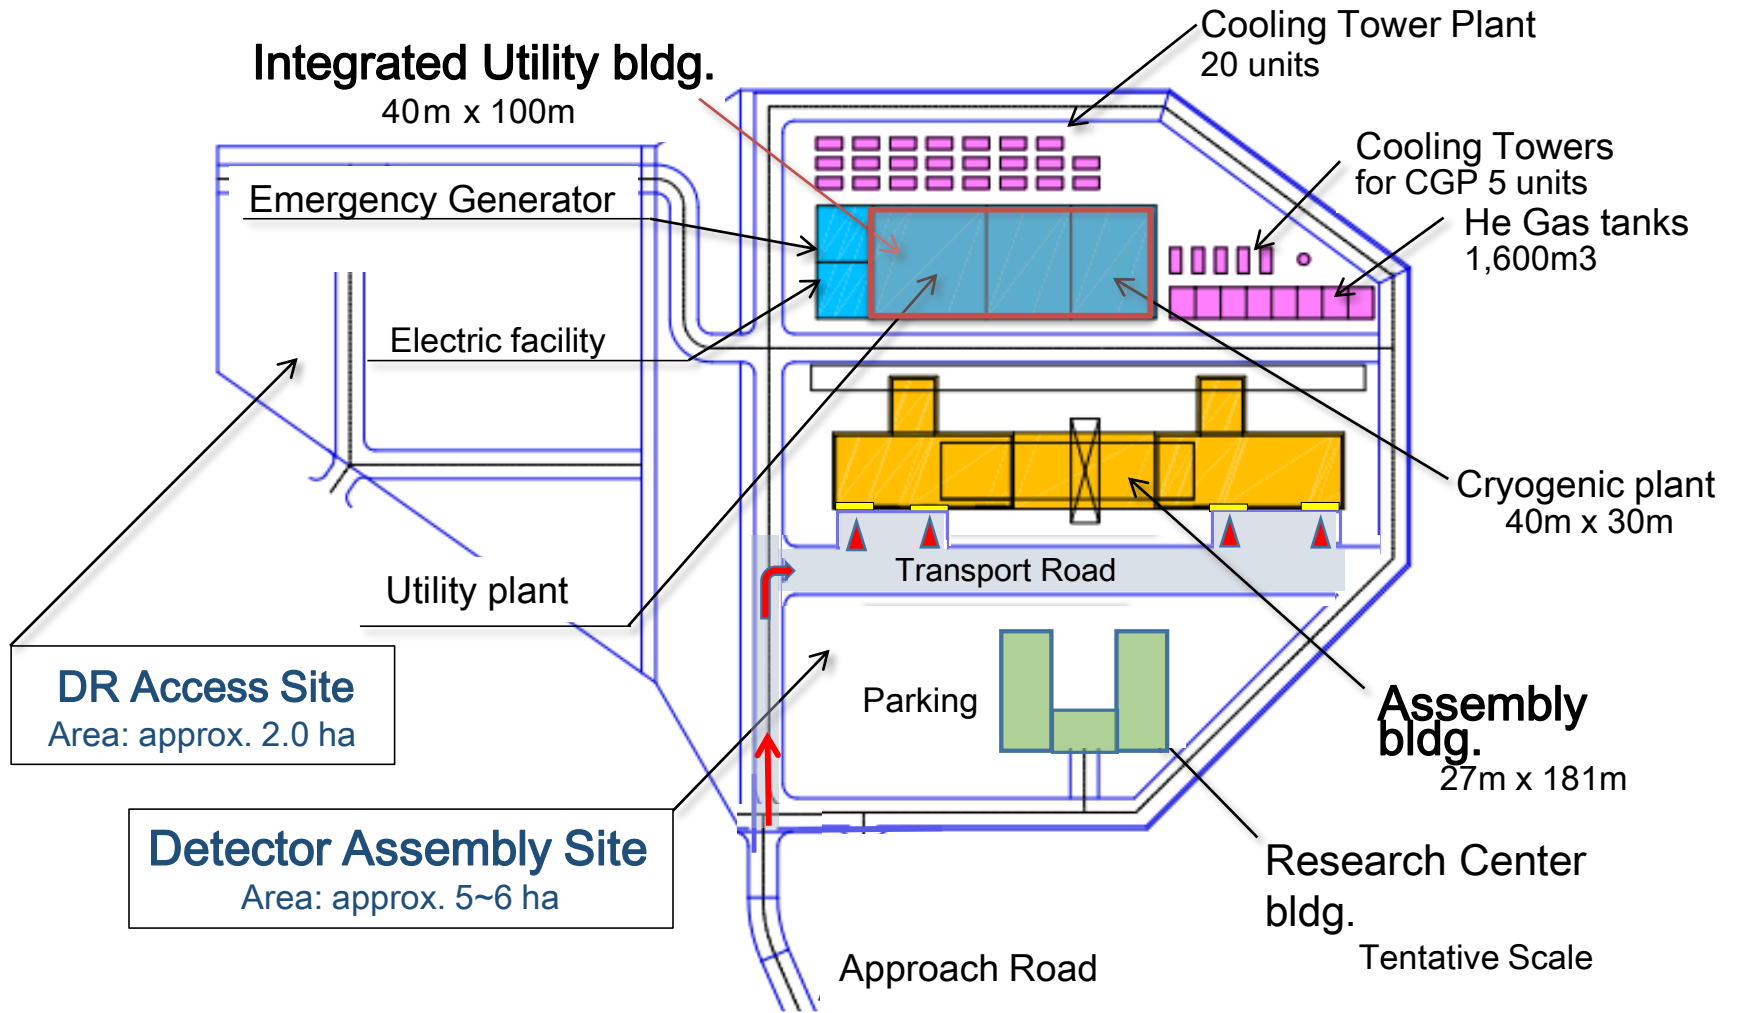 Cooling Tower Plant
20 units
Integrated Utility bldg.
40m x 100m
Cooling Towers
for CGP 5 units
Emergency Generator
He Gas tanks
1,600m3
Electric facility
Cryogenic plant
40m x 30m
Transport Road
Utility plant
DR Access Site
Area: approx. 2.0 ha
Parking
Assembly
bldg.
27m x 181m
Detector Assembly Site
Area: approx. 5~6 ha
Research Center
bldg.
Tentative Scale
Approach Road